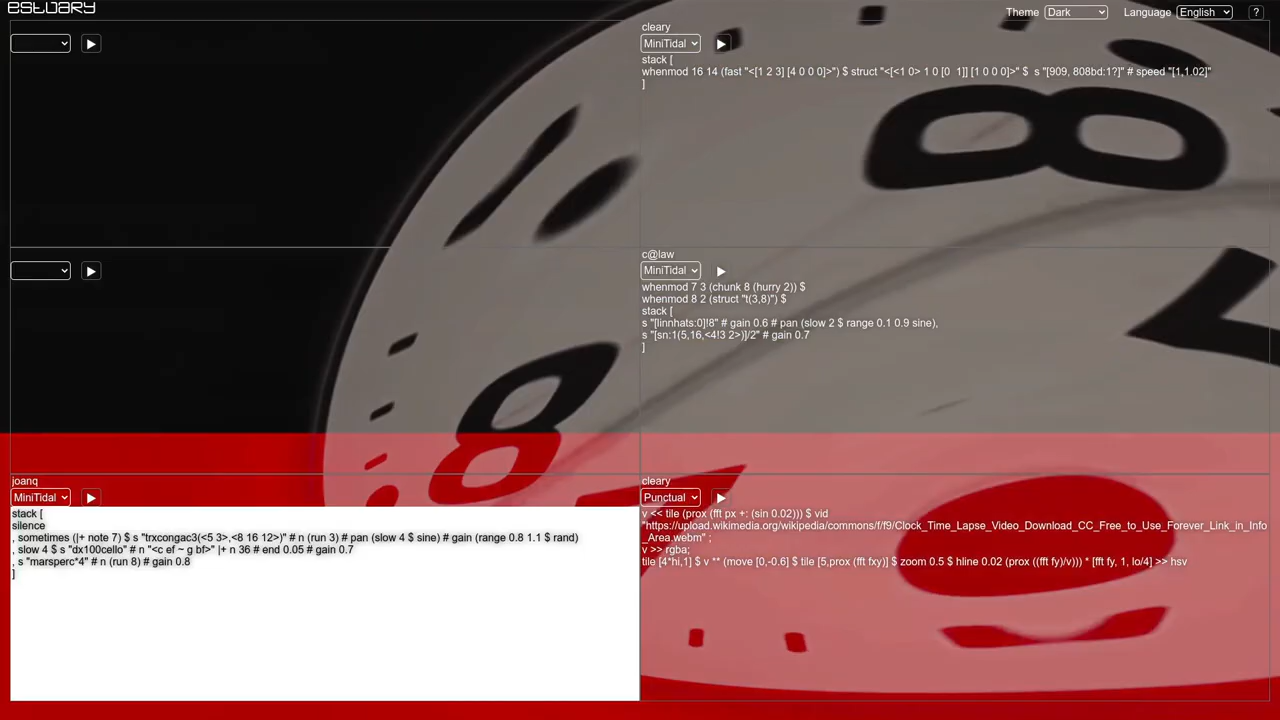 estuary
Theme Dark Language English ?
cleary
MiniTidal
stack [
whenmod 16 14 (fast "<[1 2 3] [4 0 0 0]>") $ struct "<[<1 0> 1 0 [0  1]] [1 0 0 0]>" $  s "[909, 808bd:1?]" # speed "[1,1.02]"
]
c@law
MiniTidal
whenmod 7 3 (chunk 8 (hurry 2)) $
whenmod 8 2 (struct "t(3,8)") $
stack [
s "[linnhats:0]!8" # gain 0.6 # pan (slow 2 $ range 0.1 0.9 sine),
s "[sn:1(5,16,<4!3 2>)]/2" # gain 0.7
]
joanq
MiniTidal
stack [
silence
, sometimes (|+ note 7) $ s "trxcongac3(<5 3>,<8 16 12>)" # n (run 3) # pan (slow 4 $ sine) # gain (range 0.8 1.1 $ rand)
, slow 4 $ s "dx100cello" # n "<c ef ~ g bf>" |+ n 36 # end 0.05 # gain 0.7
, s "marsperc*4" # n (run 8) # gain 0.8
]
cleary
Punctual
v << tile (prox (fft px +: (sin 0.02))) $ vid
"https://upload.wikimedia.org/wikipedia/commons/f/f9/Clock_Time_Lapse_Video_Download_CC_Free_to_Use_Forever_Link_in_Info
_Area.webm" ;
v >> rgba;
tile [4*hi,1] $ v ** (move [0,-0.6] $ tile [5,prox (fft fxy)] $ zoom 0.5 $ hline 0.02 (prox ((fft fy)/v))) * [fft fy, 1, lo/4] >> hsv
8
7
8
8